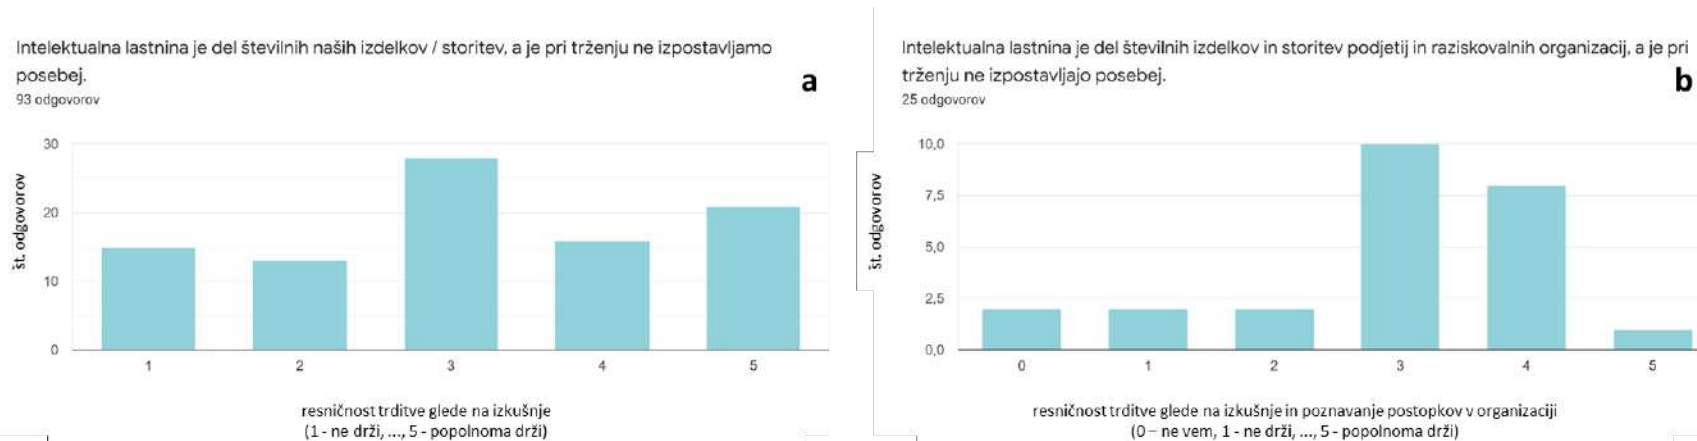 Intelektualna lastnina je del številnih naših izdelkov / storitev, a je pri trženju ne izpostavljamo
posebej.
a
93 odgovorov
št. odgovorov
30
20
10
0
1 2 3 4 5
resničnost trditve glede na izkušnje
(1 - ne drži, ..., 5 - popolnoma drži)
Intelektualna lastnina je del številnih izdelkov in storitev podjetij in raziskovalnih organizacij, a je pri
trženju ne izpostavljajo posebej.
b
25 odgovorov
št. odgovorov
10,0
7,5
5,0
2,5
0,0
0 1 2 3 4 5
resničnost trditve glede na izkušnje in poznavanje postopkov v organizaciji
(0 – ne vem, 1 - ne drži, ..., 5 - popolnoma drži)